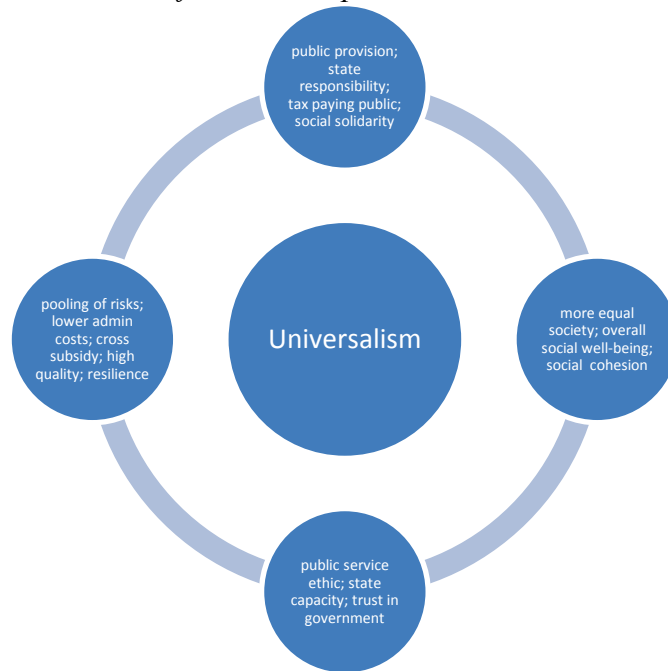 public provision;
state
responsibility;
tax paying public;
social solidarity
pooling of risks;
lower admin
costs; cross
subsidy; high
quality; resilience
Universalism
more equal
society; overall
social well-being;
social cohesion
public service
ethic; state
capacity; trust in
government